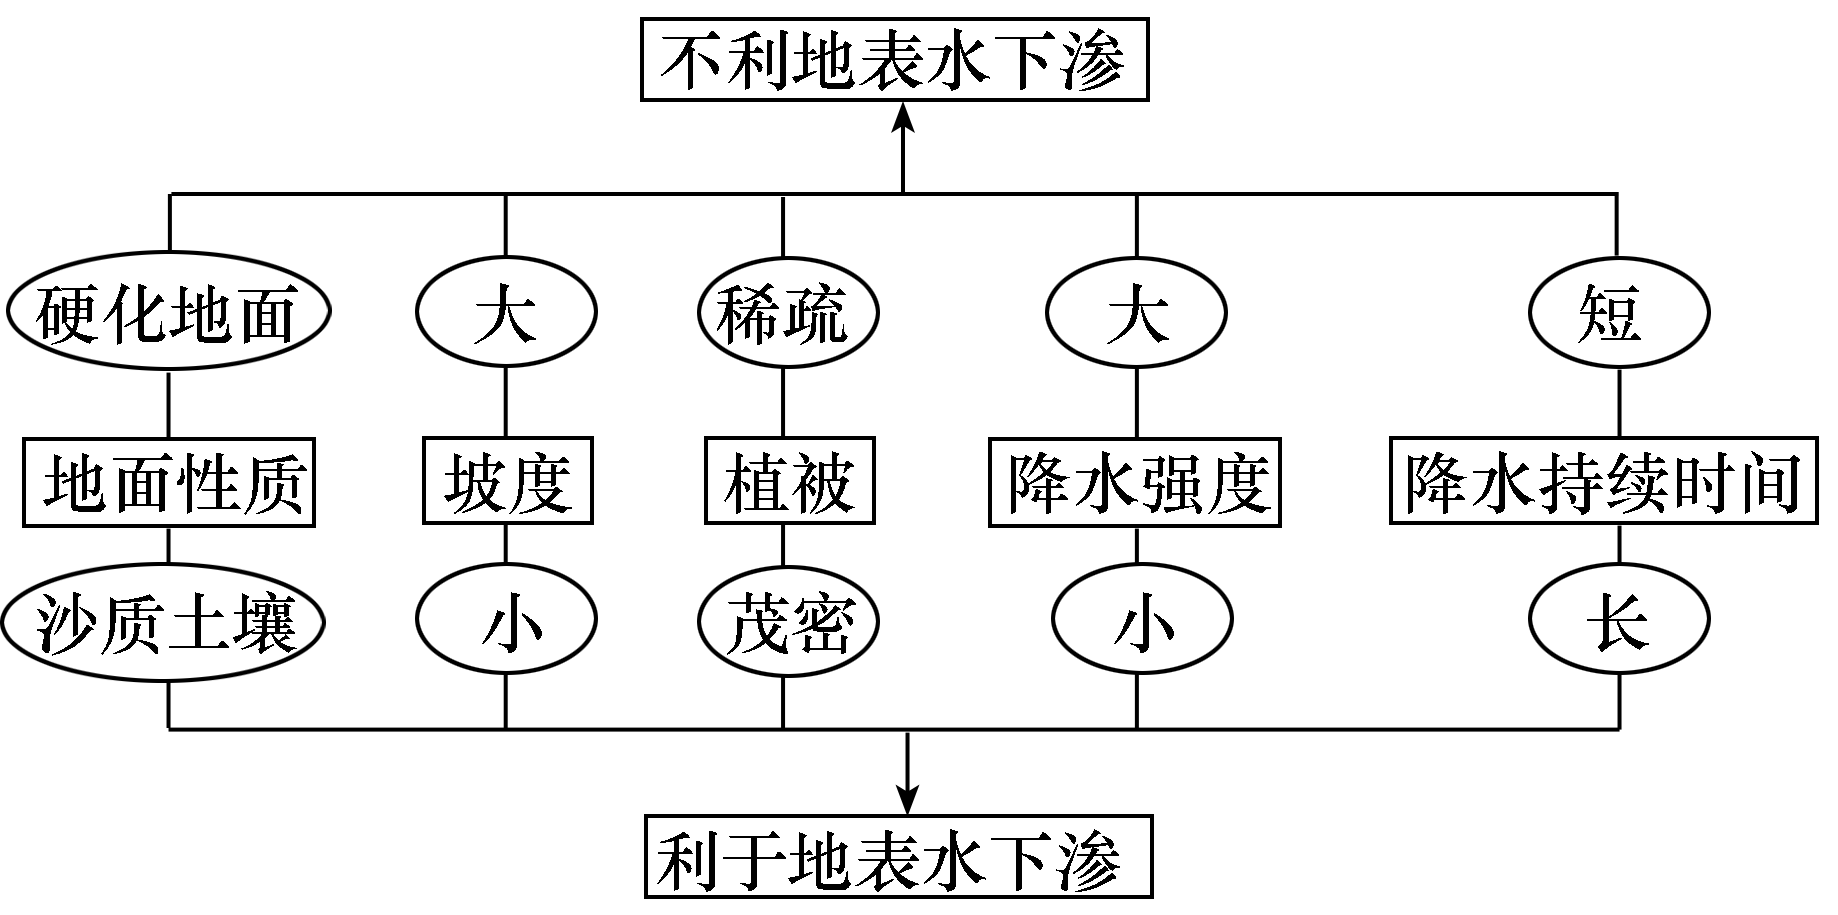 不利地表水下渗
硬化地面 大 稀疏 大 短
地面性质 坡度 植被 降水强度 降水持续时间
沙质土壤 小 茂密 小 长
利于地表水下渗